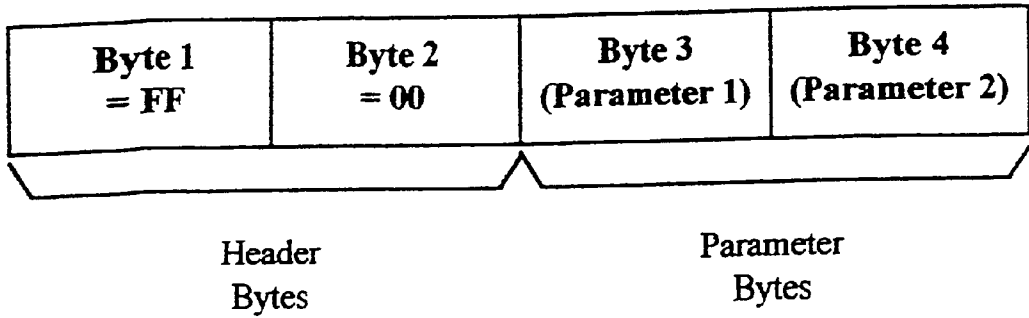 Byte 1
= FF
Byte 2
= 00
Byte 3
(Parameter 1)
Byte 4
(Parameter 2)
Header
Bytes
Parameter
Bytes